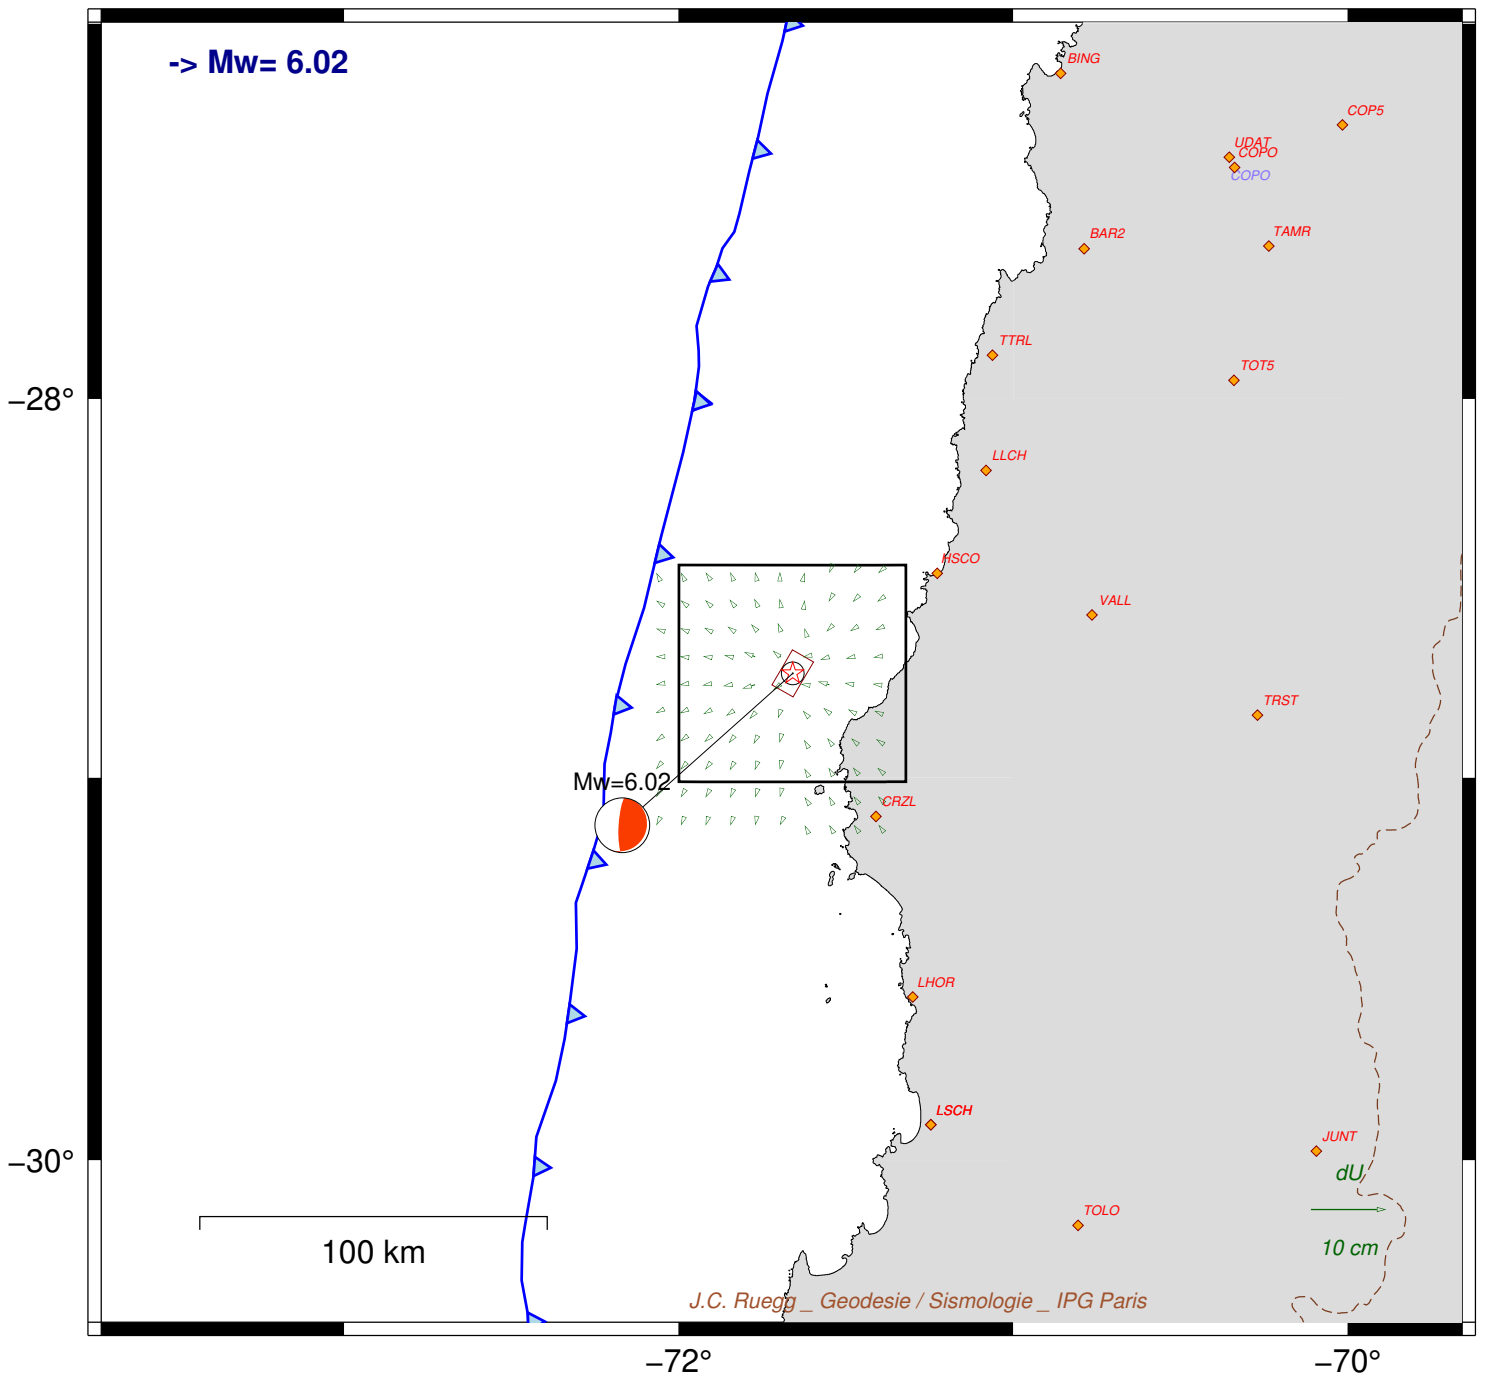 -> Mw= 6.02
BING
COP5
UDAT
COPO
COPO
BAR2
TAMR
TTRL
−28°
TOT5
LLCH
HSCO
VALL
TRST
Mw=6.02
CRZL
LHOR
LSCH
JUNT
−30°
dU
TOLO
100 km
10 cm
J.C. Ruegg _ Geodesie / Sismologie _ IPG Paris
−72°
−70°